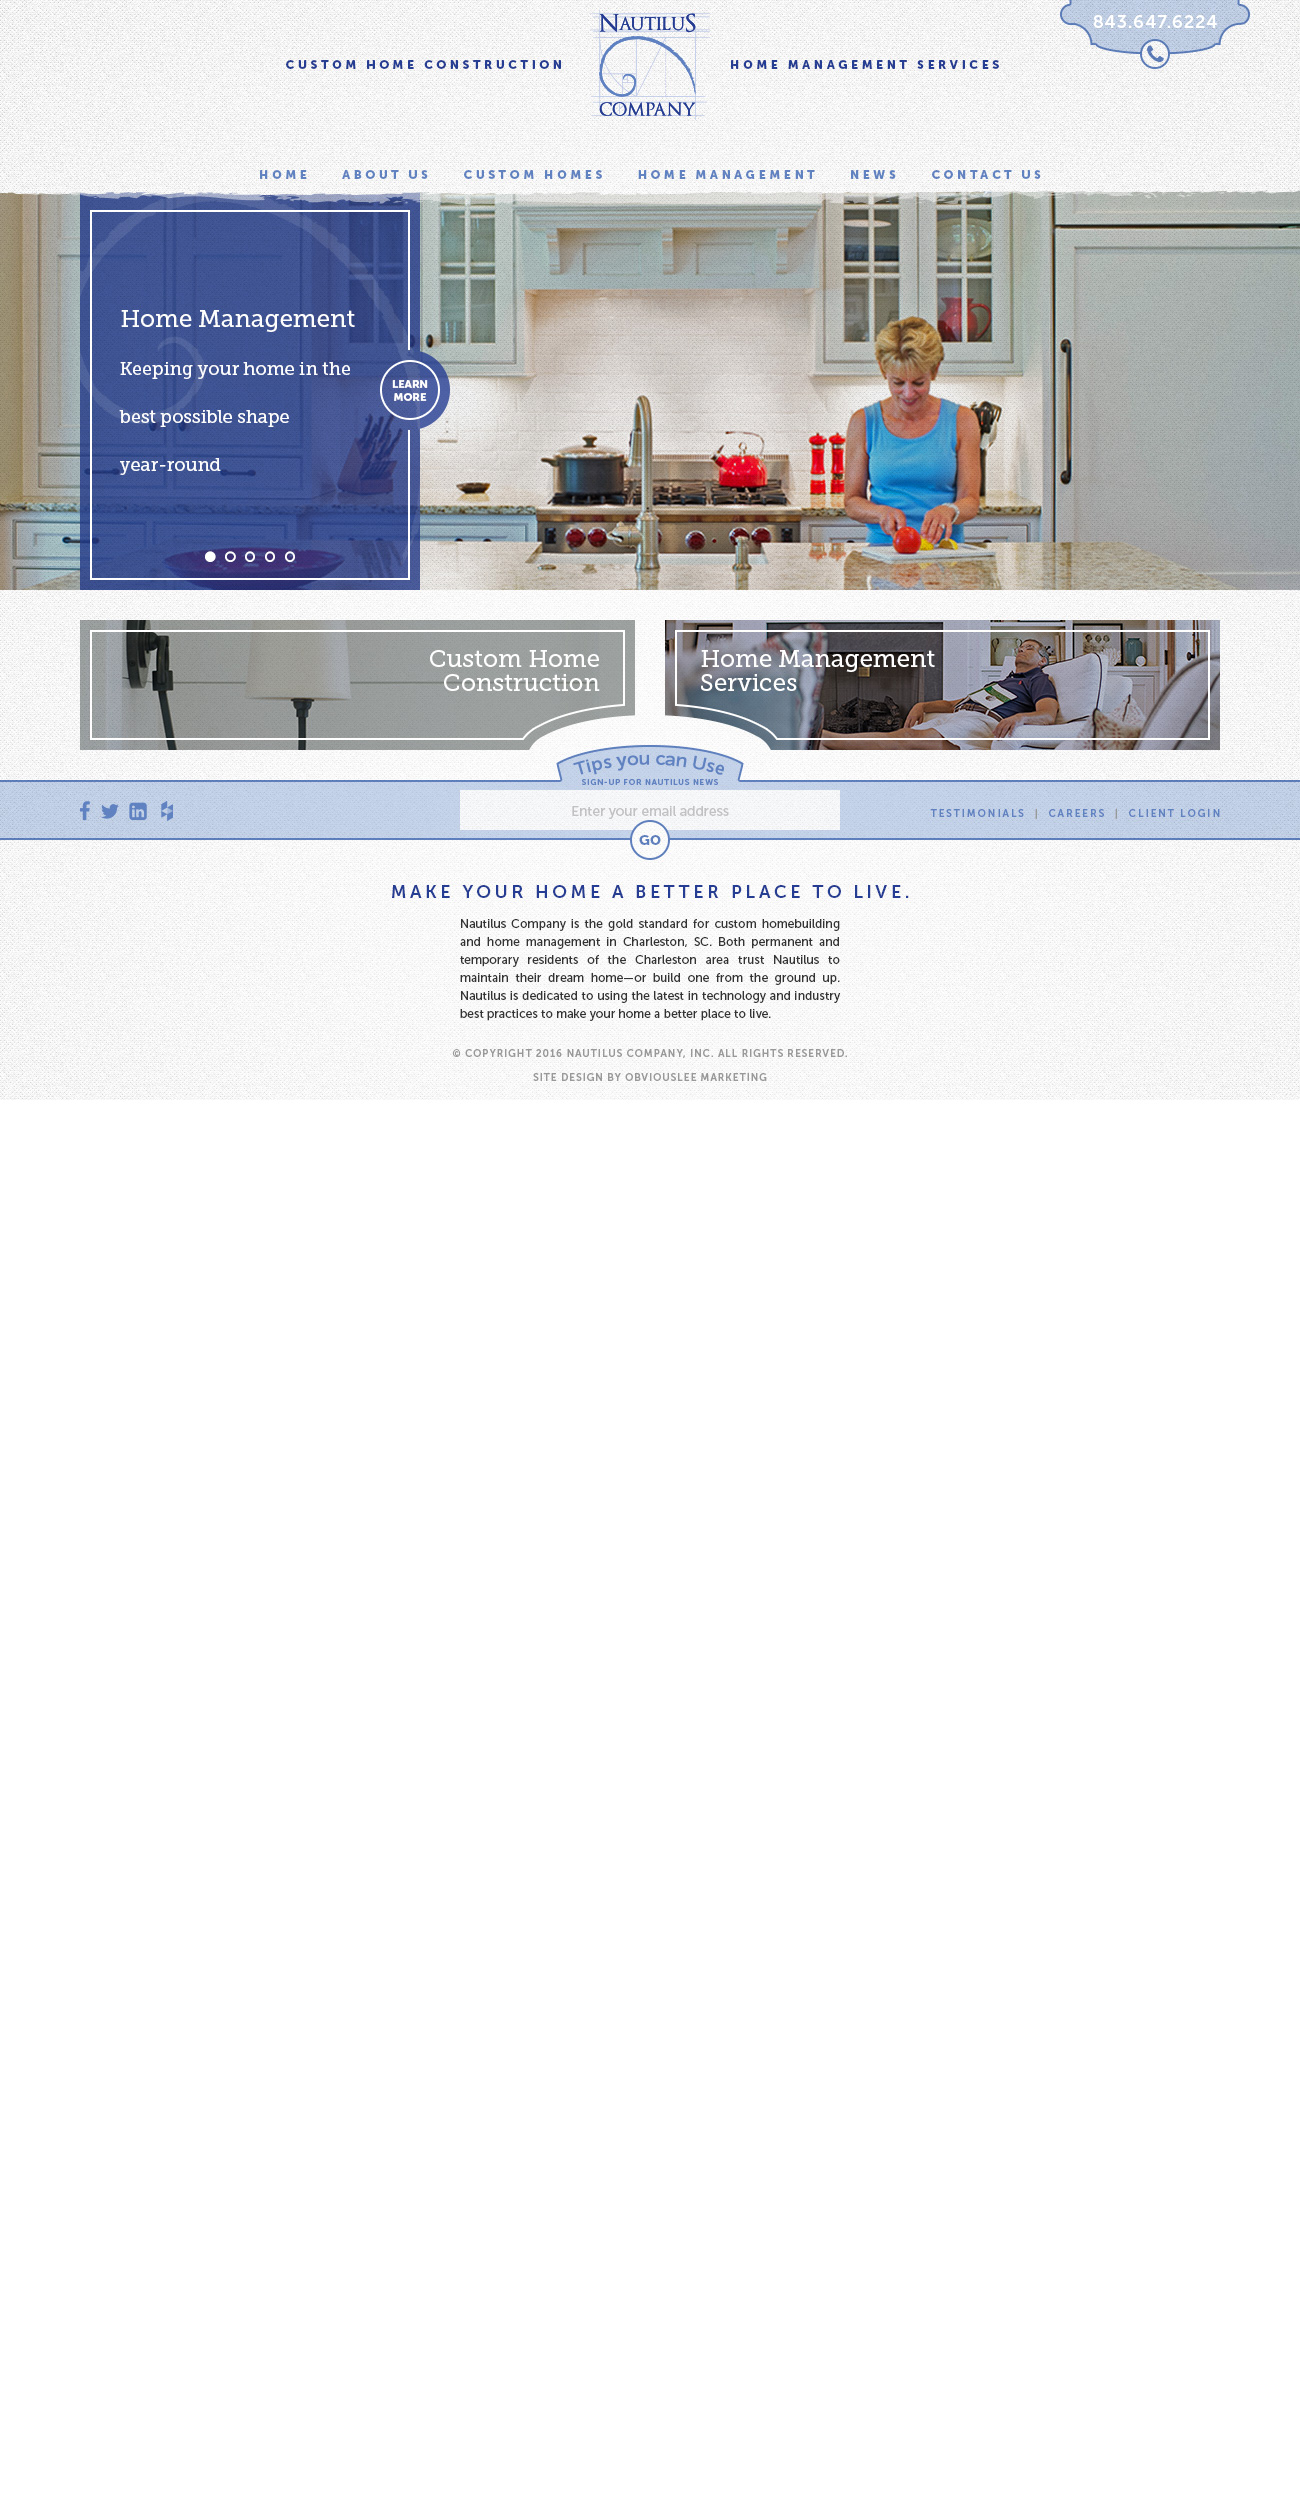 843.647.6224
NAUTILUS
COMPANY
CUSTOM HOME CONSTRUCTION
HOME MANAGEMENT SERVICES
HOME ABOUT US CUSTOM HOMES HOME MANAGEMENT NEWS CONTACT US
Home Management
Keeping your home in the
best possible shape
year-round
LEARN
MORE
Custom Home
Construction
Home Management
Services
Tips you can Use
SIGN-UP FOR NAUTILUS NEWS
Enter your email address
GO
TESTIMONIALS | CAREERS | CLIENT LOGIN
MAKE YOUR HOME A BETTER PLACE TO LIVE.
Nautilus Company is the gold standard for custom homebuilding
and home management in Charleston, SC. Both permanent and
temporary residents of the Charleston area trust Nautilus to
maintain their dream home—or build one from the ground up.
Nautilus is dedicated to using the latest in technology and industry
best practices to make your home a better place to live.
© COPYRIGHT 2016 NAUTILUS COMPANY, INC. ALL RIGHTS RESERVED.
SITE DESIGN BY OBVIOUSLEE MARKETING